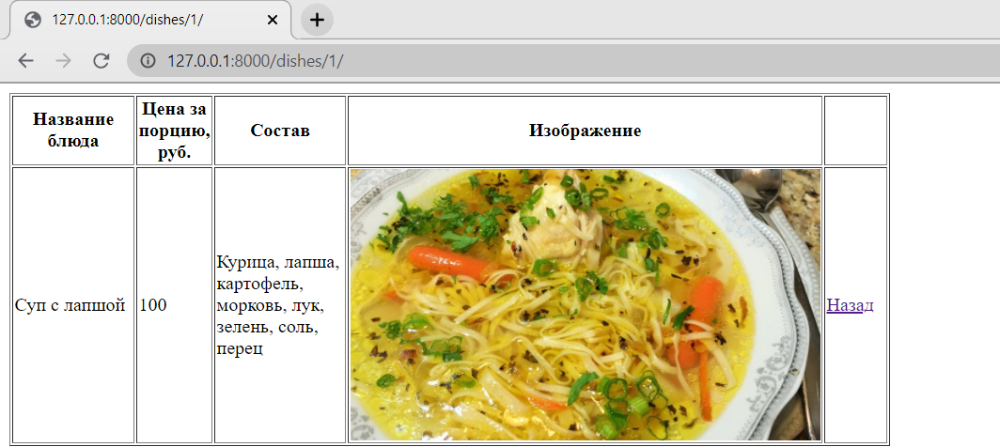 127.0.0.1:8000/dishes/1/
127.0.0.1:8000/dishes/1/
Название
блюда
Цена за
порцию,
руб.
Состав
Изображение
Суп с лапшой
100
Курица, лапша,
картофель,
морковь, лук,
зелень, соль,
перец
Назад